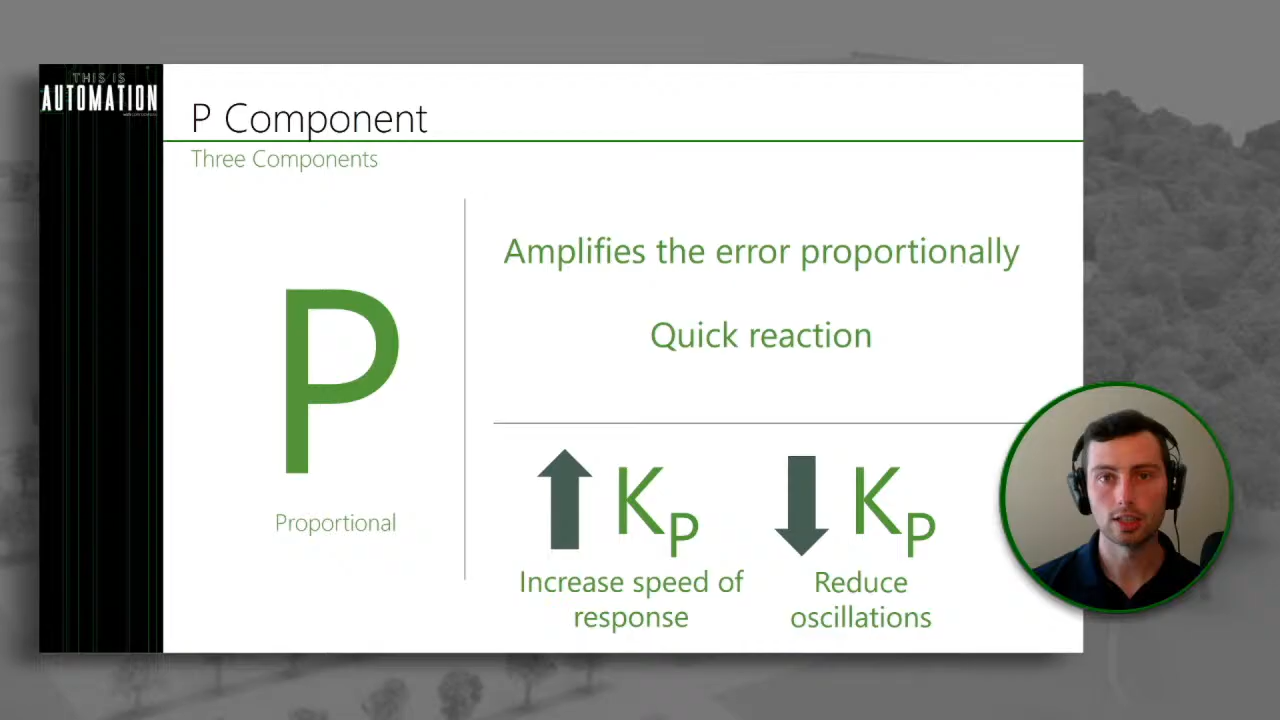 THIS IS
AUTOMATION
P Component
Three Components
Amplifies the error proportionally
Quick reaction
P
Proportional
KP
Increase speed of
response
KP
Reduce
oscillations